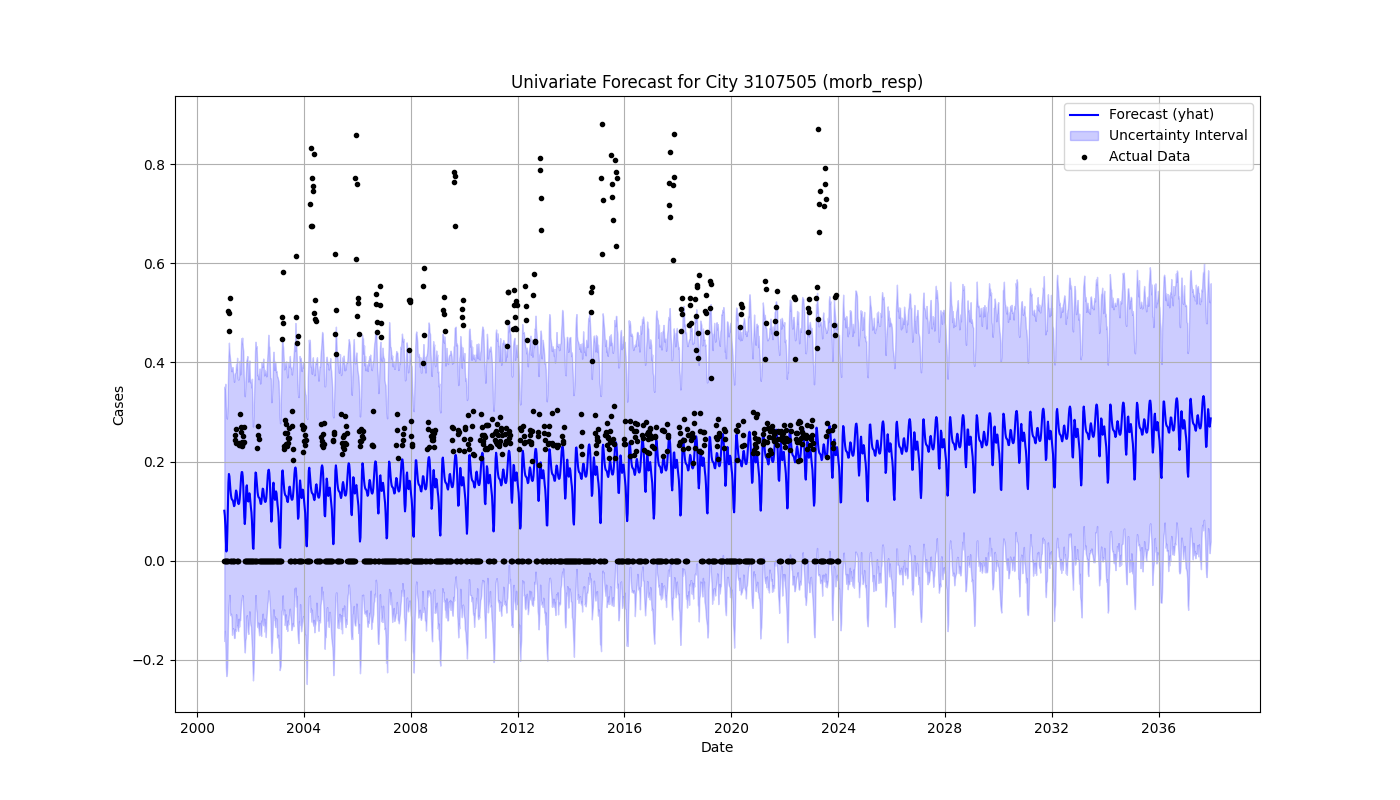 Univariate Forecast for City 3107505 (morb_resp)
Forecast (yhat)
Uncertainty Interval
Actual Data
Cases
0.8
0.6
0.4
0.2
0.0
−0.2
2000 2004 2008 2012 2016 2020 2024 2028 2032 2036
Date